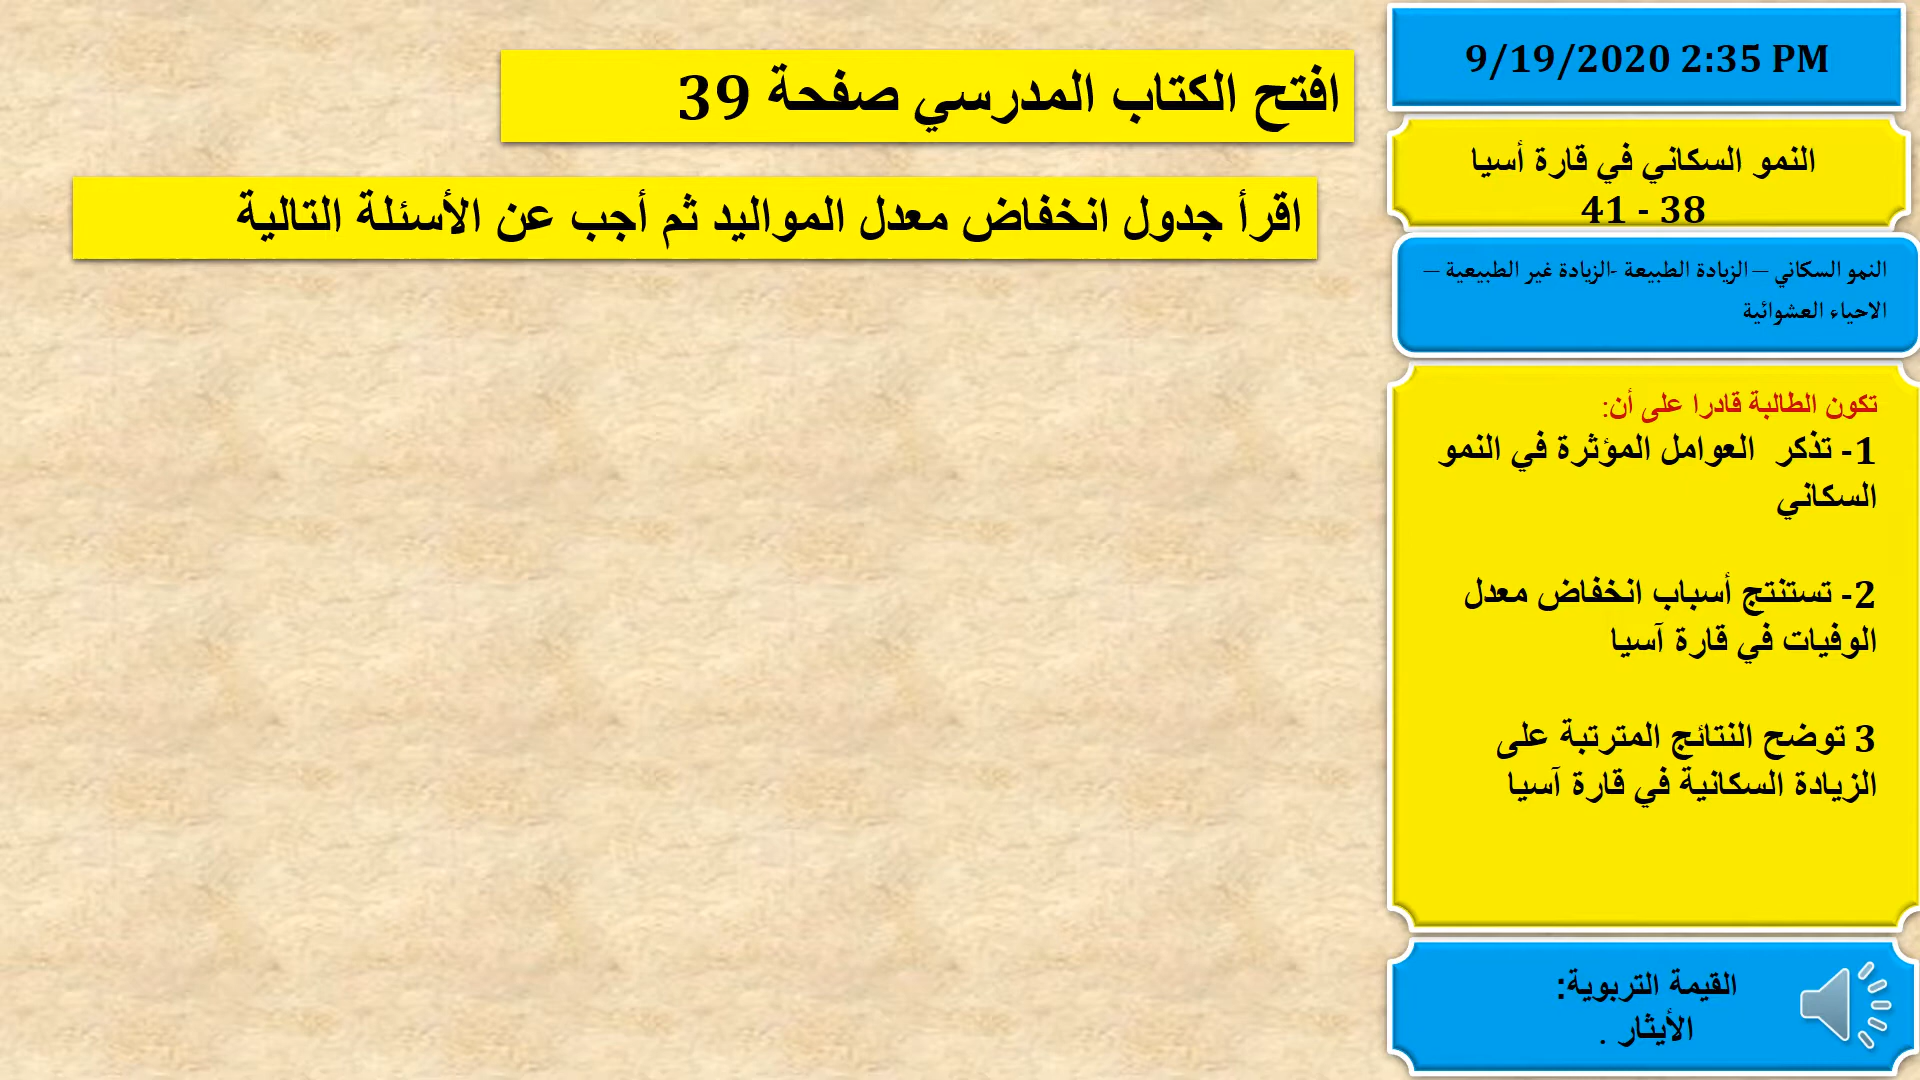 افتح الكتاب المدرسي صفحة 39
اقرأ جدول انخفاض معدل المواليد ثم أجب عن الأسئلة التالية
9/19/2020 2:35 PM
النمو السكاني في قارة أسيا
38 - 41
النمو السكاني – الزيادة الطبيعة -الزيادة غير الطبيعية –
الاحياء العشوائية
تكون الطالبة قادرا على أن:
1- تذكر العوامل المؤثرة في النمو
السكاني
2- تستنتج أسباب انخفاض معدل
الوفيات في قارة آسيا
3 توضح النتائج المترتبة على
الزيادة السكانية في قارة آسيا
القيمة التربوية:
الأيثار .